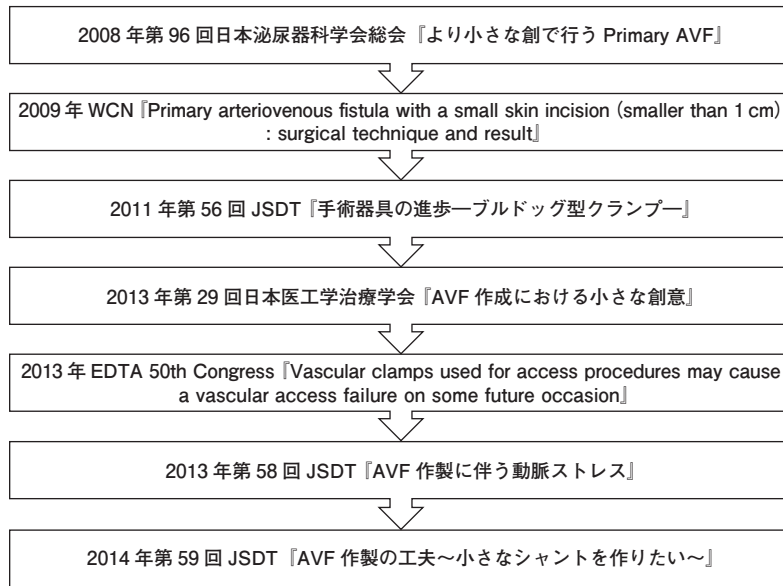 2008 年第 96 回日本泌尿器科学会総会『より小さな創で行う Primary AVF』
2009 年 WCN『Primary arteriovenous fistula with a small skin incision (smaller than 1 cm)
: surgical technique and result』
2011 年第 56 回 JSDT『手術器具の進歩―ブルドッグ型クランプ―』
2013 年第 29 回日本医工学治療学会『AVF 作成における小さな創意』
2013 年 EDTA 50th Congress『Vascular clamps used for access procedures may cause
a vascular access failure on some future occasion』
2013 年第 58 回 JSDT『AVF 作製に伴う動脈ストレス』
2014 年第 59 回 JSDT『AVF 作製の工夫～小さなシャントを作りたい～』